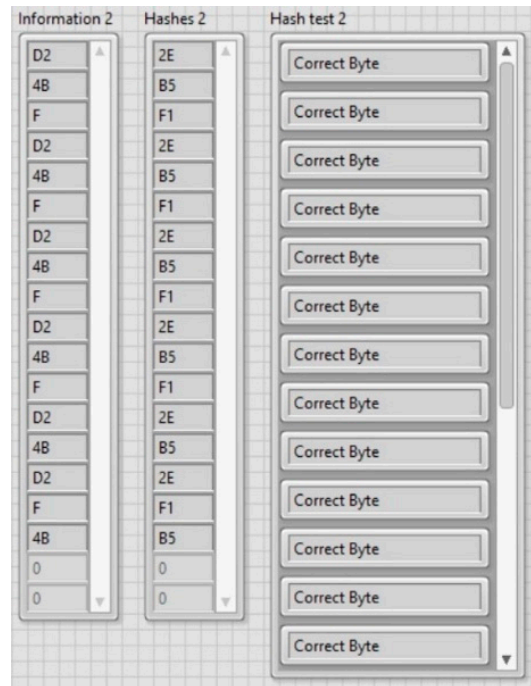 Information 2
D2
4B
F
D2
4B
F
D2
4B
F
D2
4B
F
D2
4B
D2
F
4B
0
0
Hashes 2
2E
B5
F1
2E
B5
F1
2E
B5
F1
2E
B5
F1
2E
B5
2E
F1
B5
0
0
Hash test 2
Correct Byte
Correct Byte
Correct Byte
Correct Byte
Correct Byte
Correct Byte
Correct Byte
Correct Byte
Correct Byte
Correct Byte
Correct Byte
Correct Byte
Correct Byte